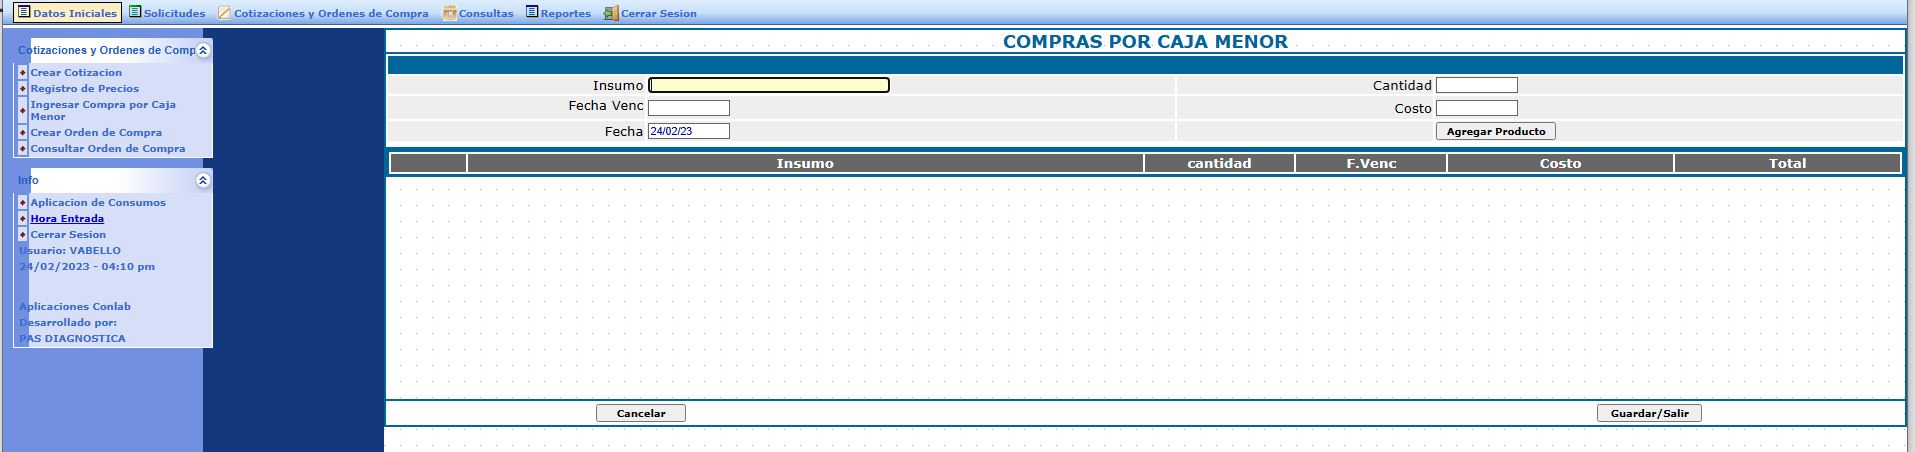 Datos Iniciales Solicitudes Cotizaciones y Ordenes de Compra Consultas Reportes Cerrar Sesion
Cotizaciones y Ordenes de Comp
Crear Cotizacion
Registro de Precios
Ingresar Compra por Caja
Menor
Crear Orden de Compra
Consultar Orden de Compra
Info
Aplicacion de Consumos
Hora Entrada
Cerrar Sesion
Usuario: VABELLO
24/02/2023 - 04:10 pm
Aplicaciones Conlab
Desarrollado por:
PAS DIAGNOSTICA
COMPRAS POR CAJA MENOR
Insumo Cantidad
Fecha Venc Costo
Fecha 24/02/23 Agregar Producto
Insumo cantidad F.Venc Costo Total
Cancelar Guardar/Salir